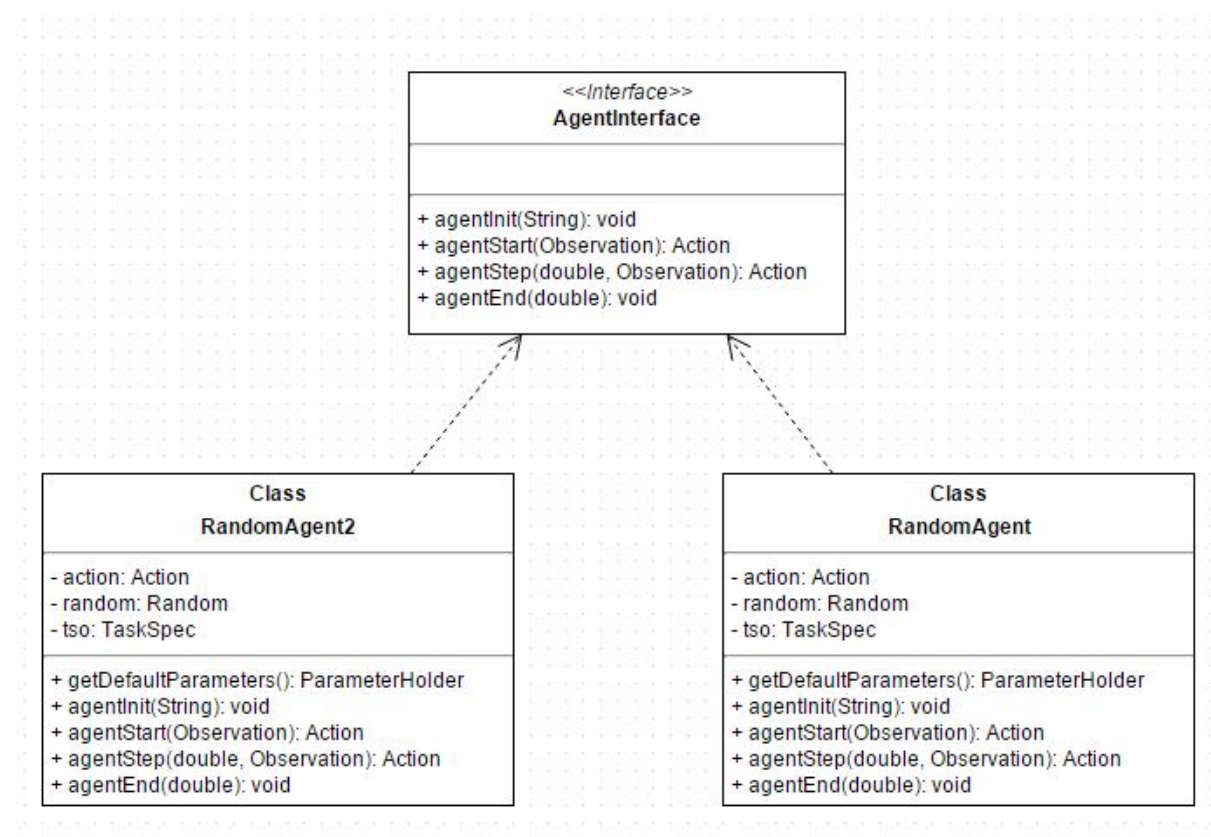 <<Interface>>
AgentInterface
+ agentInit(String): void
+ agentStart(Observation): Action
+ agentStep(double, Observation): Action
+ agentEnd(double): void
Class
RandomAgent2
- action: Action
- random: Random
- tso: TaskSpec
+ getDefaultParameters(): ParameterHolder
+ agentInit(String): void
+ agentStart(Observation): Action
+ agentStep(double, Observation): Action
+ agentEnd(double): void
Class
RandomAgent
- action: Action
- random: Random
- tso: TaskSpec
+ getDefaultParameters(): ParameterHolder
+ agentInit(String): void
+ agentStart(Observation): Action
+ agentStep(double, Observation): Action
+ agentEnd(double): void